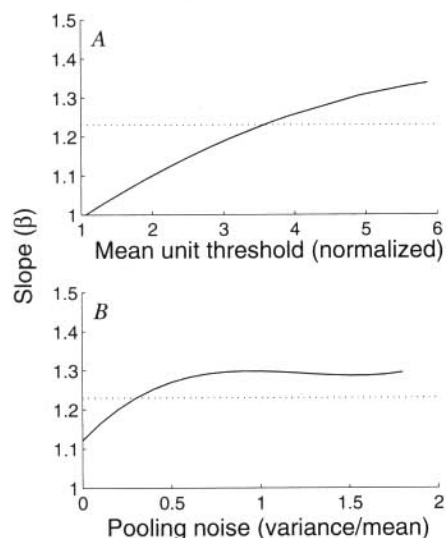 A
1.5
1.4
1.3
1.2
1.1
1
1 2 3 4 5 6
Mean unit threshold (normalized)
Slope (β)
B
1.5
1.4
1.3
1.2
1.1
1
0 0.5 1 1.5 2
Pooling noise (variance/mean)